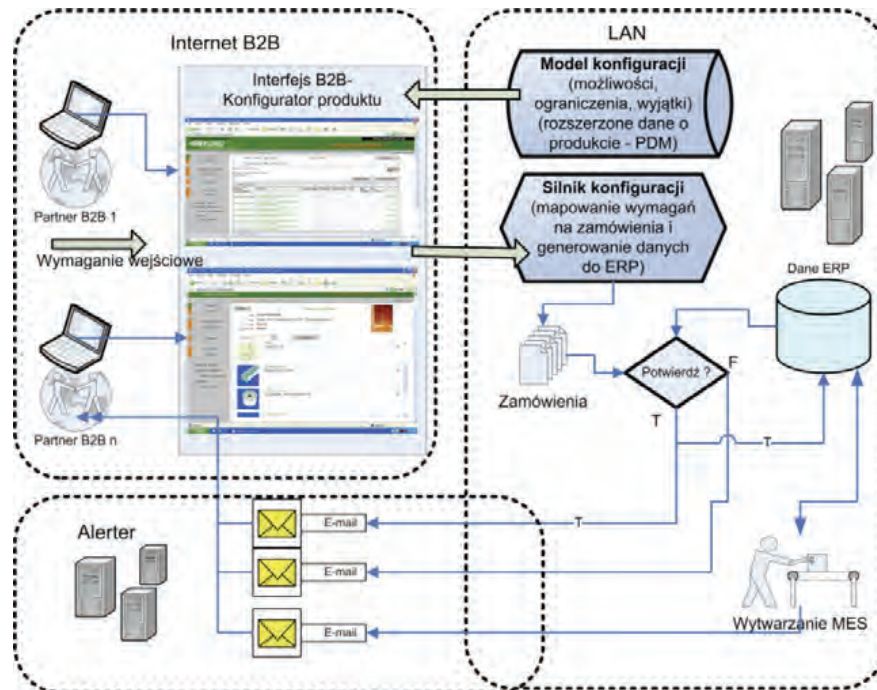 Internet B2B
Interfejs B2B-
Konfigurator produktu
Partner B2B 1
Wymaganie wejściowe
Partner B2B n
LAN
Model konfiguracji
(możliwości,
ograniczenia, wyjątki)
(rozszerzone dane o
produkcie - PDM)
Silnik konfiguracji
(mapowanie wymagań
na zamówienia i
generowanie danych
do ERP)
Dane ERP
Zamówienia
Potwierdź ?
F
T
T
T
Alerter
E-mail
E-mail
E-mail
Wytwarzanie MES